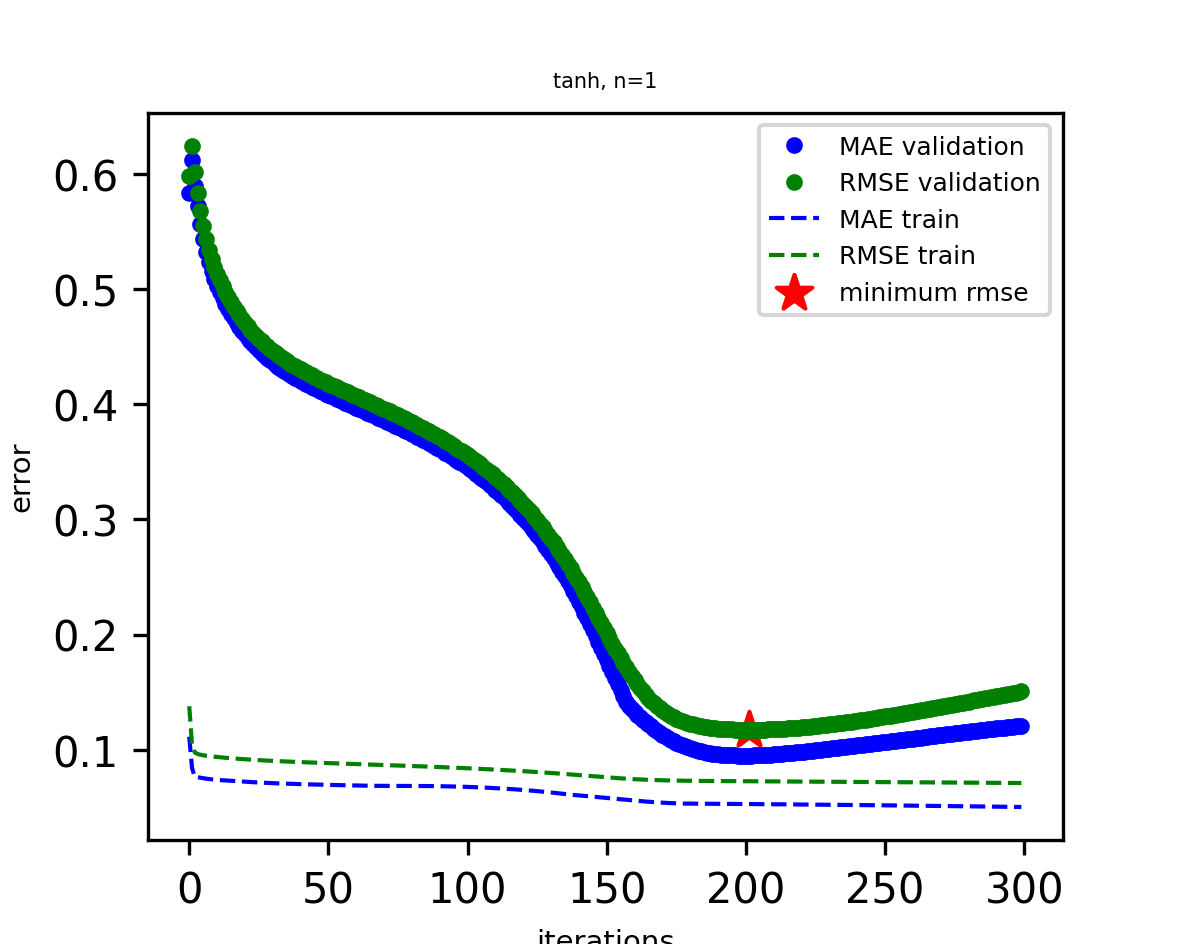 tanh, n=1
MAE validation
RMSE validation
MAE train
RMSE train
minimum rmse
error
0.6
0.5
0.4
0.3
0.2
0.1
0 50 100 150 200 250 300
iterations